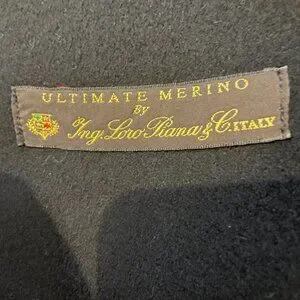 ULTIMATE MERINO
BY
Ing. Loro Piana & C. ITALY